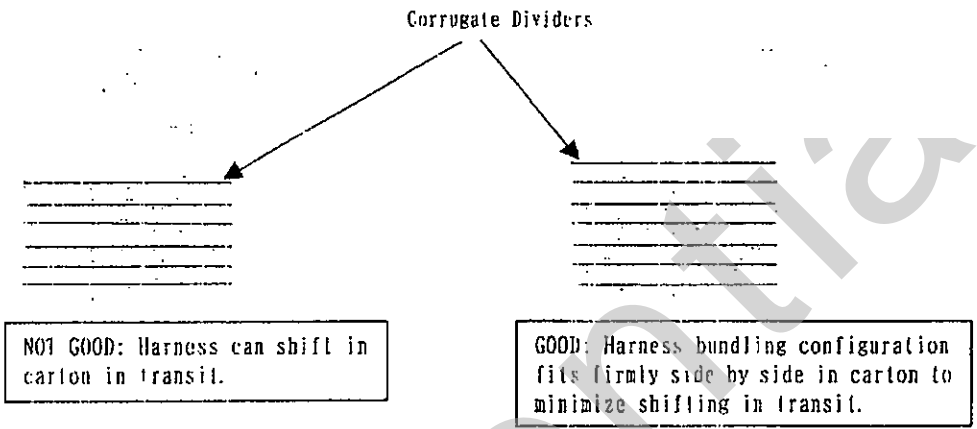 Corrugate Dividers
NOT GOOD: Harness can shift in
carton in transit.
GOOD: Harness bundling configuration
fits firmly side by side in carton to
minimize shifting in transit.